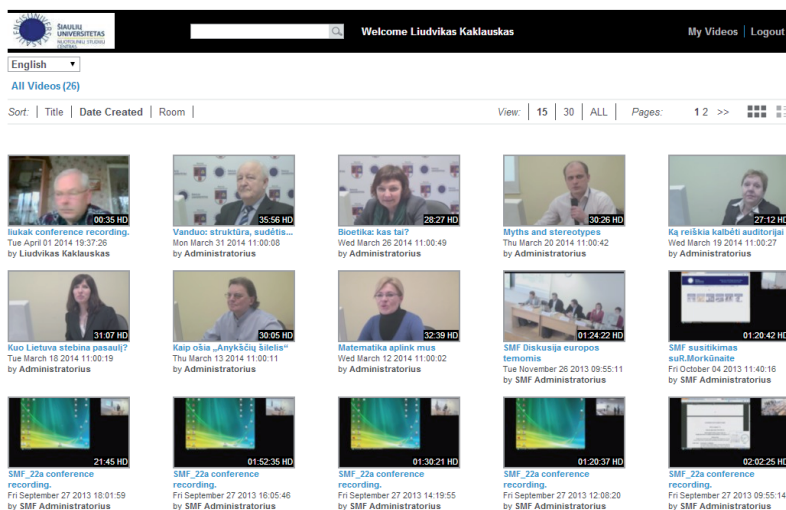 ŠIAULIŲ
UNIVERSITETAS
NUOTOLINIŲ STUDIJŲ
CENTRAS
Welcome Liudvikas Kaklauskas
My Videos | Logout
English
All Videos (26)
Sort: | Title | Date Created | Room |
View: | 15 | 30 | ALL | Pages: 1 2 >>
00:35 HD
35:56 HD
28:27 HD
30:26 HD
27:12 HD
liukak conference recording.
Tue April 01 2014 19:37:26
by Liudvikas Kaklauskas
Vanduo: struktūra, sudėtis...
Mon March 31 2014 11:00:08
by Administratorius
Bioetika: kas tai?
Wed March 26 2014 11:00:49
by Administratorius
Myths and stereotypes
Thu March 20 2014 11:00:42
by Administratorius
Ką reiškia kalbėti auditorijai
Wed March 19 2014 11:00:27
by Administratorius
31:07 HD
30:05 HD
32:39 HD
01:24:22 HD
01:20:42 HD
Kuo Lietuva stebina pasaulį?
Tue March 18 2014 11:00:19
by Administratorius
Kaip ošia „Anykščių šilelis“
Thu March 13 2014 11:00:11
by Administratorius
Matematika aplink mus
Wed March 12 2014 11:00:02
by Administratorius
SMF Diskusija europos
temomis
Tue November 26 2013 09:55:11
by SMF Administratorius
SMF susitikimas
suR.Morkūnaite
Fri October 04 2013 11:40:16
by SMF Administratorius
21:45 HD
01:52:35 HD
01:30:21 HD
01:20:37 HD
02:02:25 HD
SMF_22a conference
recording.
Fri September 27 2013 18:01:59
by SMF Administratorius
SMF_22a conference
recording.
Fri September 27 2013 16:05:46
by SMF Administratorius
SMF_22a conference
recording.
Fri September 27 2013 14:19:55
by SMF Administratorius
SMF_22a conference
recording.
Fri September 27 2013 12:08:20
by SMF Administratorius
SMF_22a conference
recording.
Fri September 27 2013 09:55:14
by SMF Administratorius